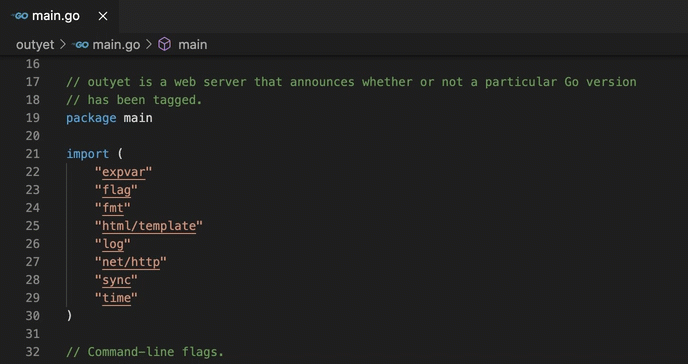 GO main.go X
outyet > GO main.go > main
16
17 // outyet is a web server that announces whether or not a particular Go version
18 // has been tagged.
19 package main
20
21 import (
22 "expvar"
23 "flag"
24 "fmt"
25 "html/template"
26 "log"
27 "net/http"
28 "sync"
29 "time"
30 )
31
32 // Command-line flags.